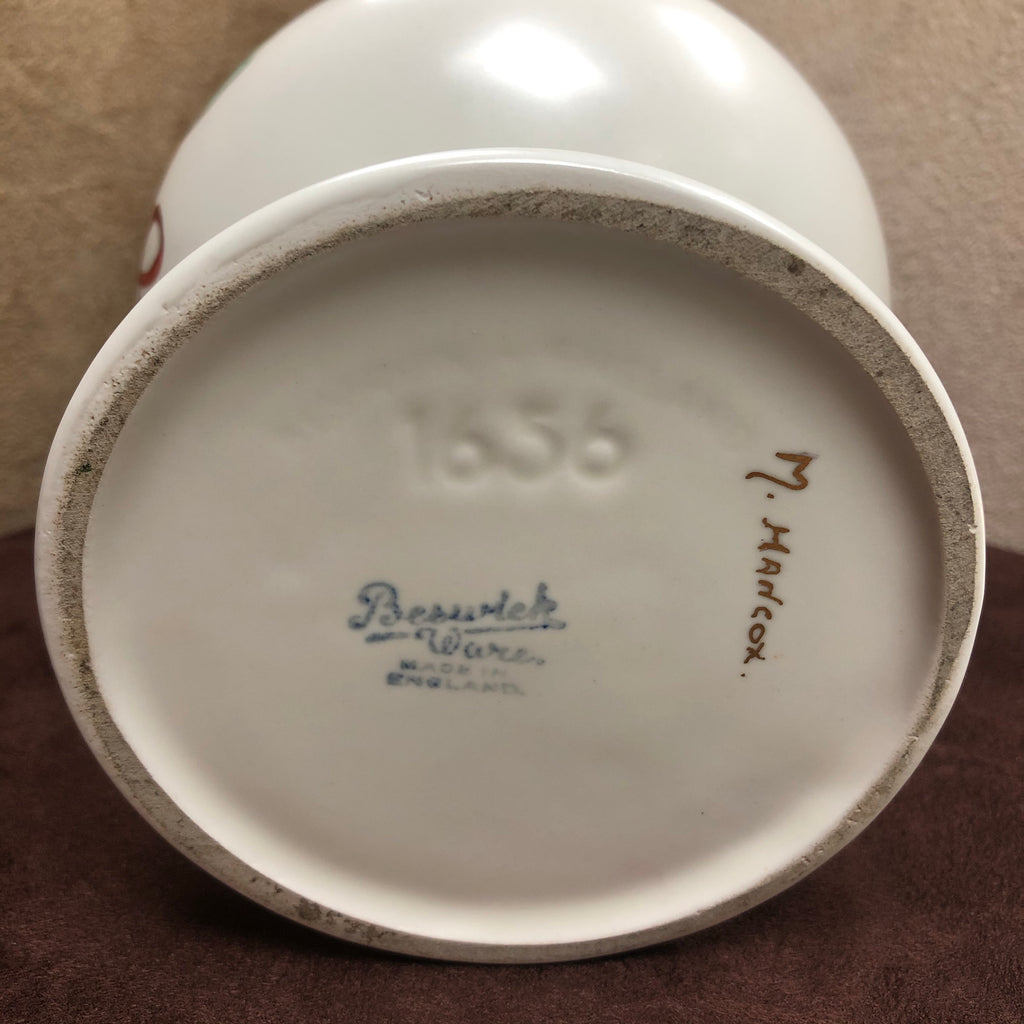 1656
M. HANCOX.
Beswick
Ware.
MADE IN
ENGLAND.